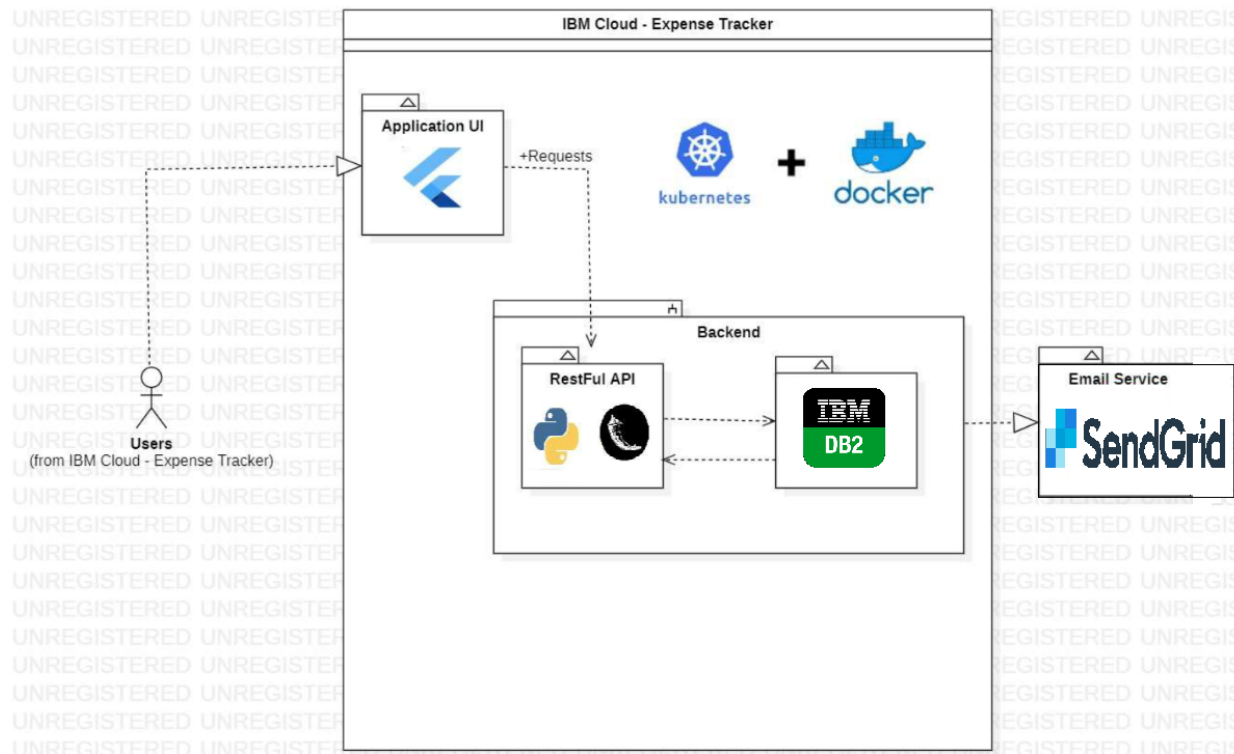 IBM Cloud - Expense Tracker
Application UI
+Requests
kubernetes
+
docker
Backend
RestFul API
IBM
DB2
Email Service
SendGrid
Users
(from IBM Cloud - Expense Tracker)
UNREGISTERED UNREGISTERED